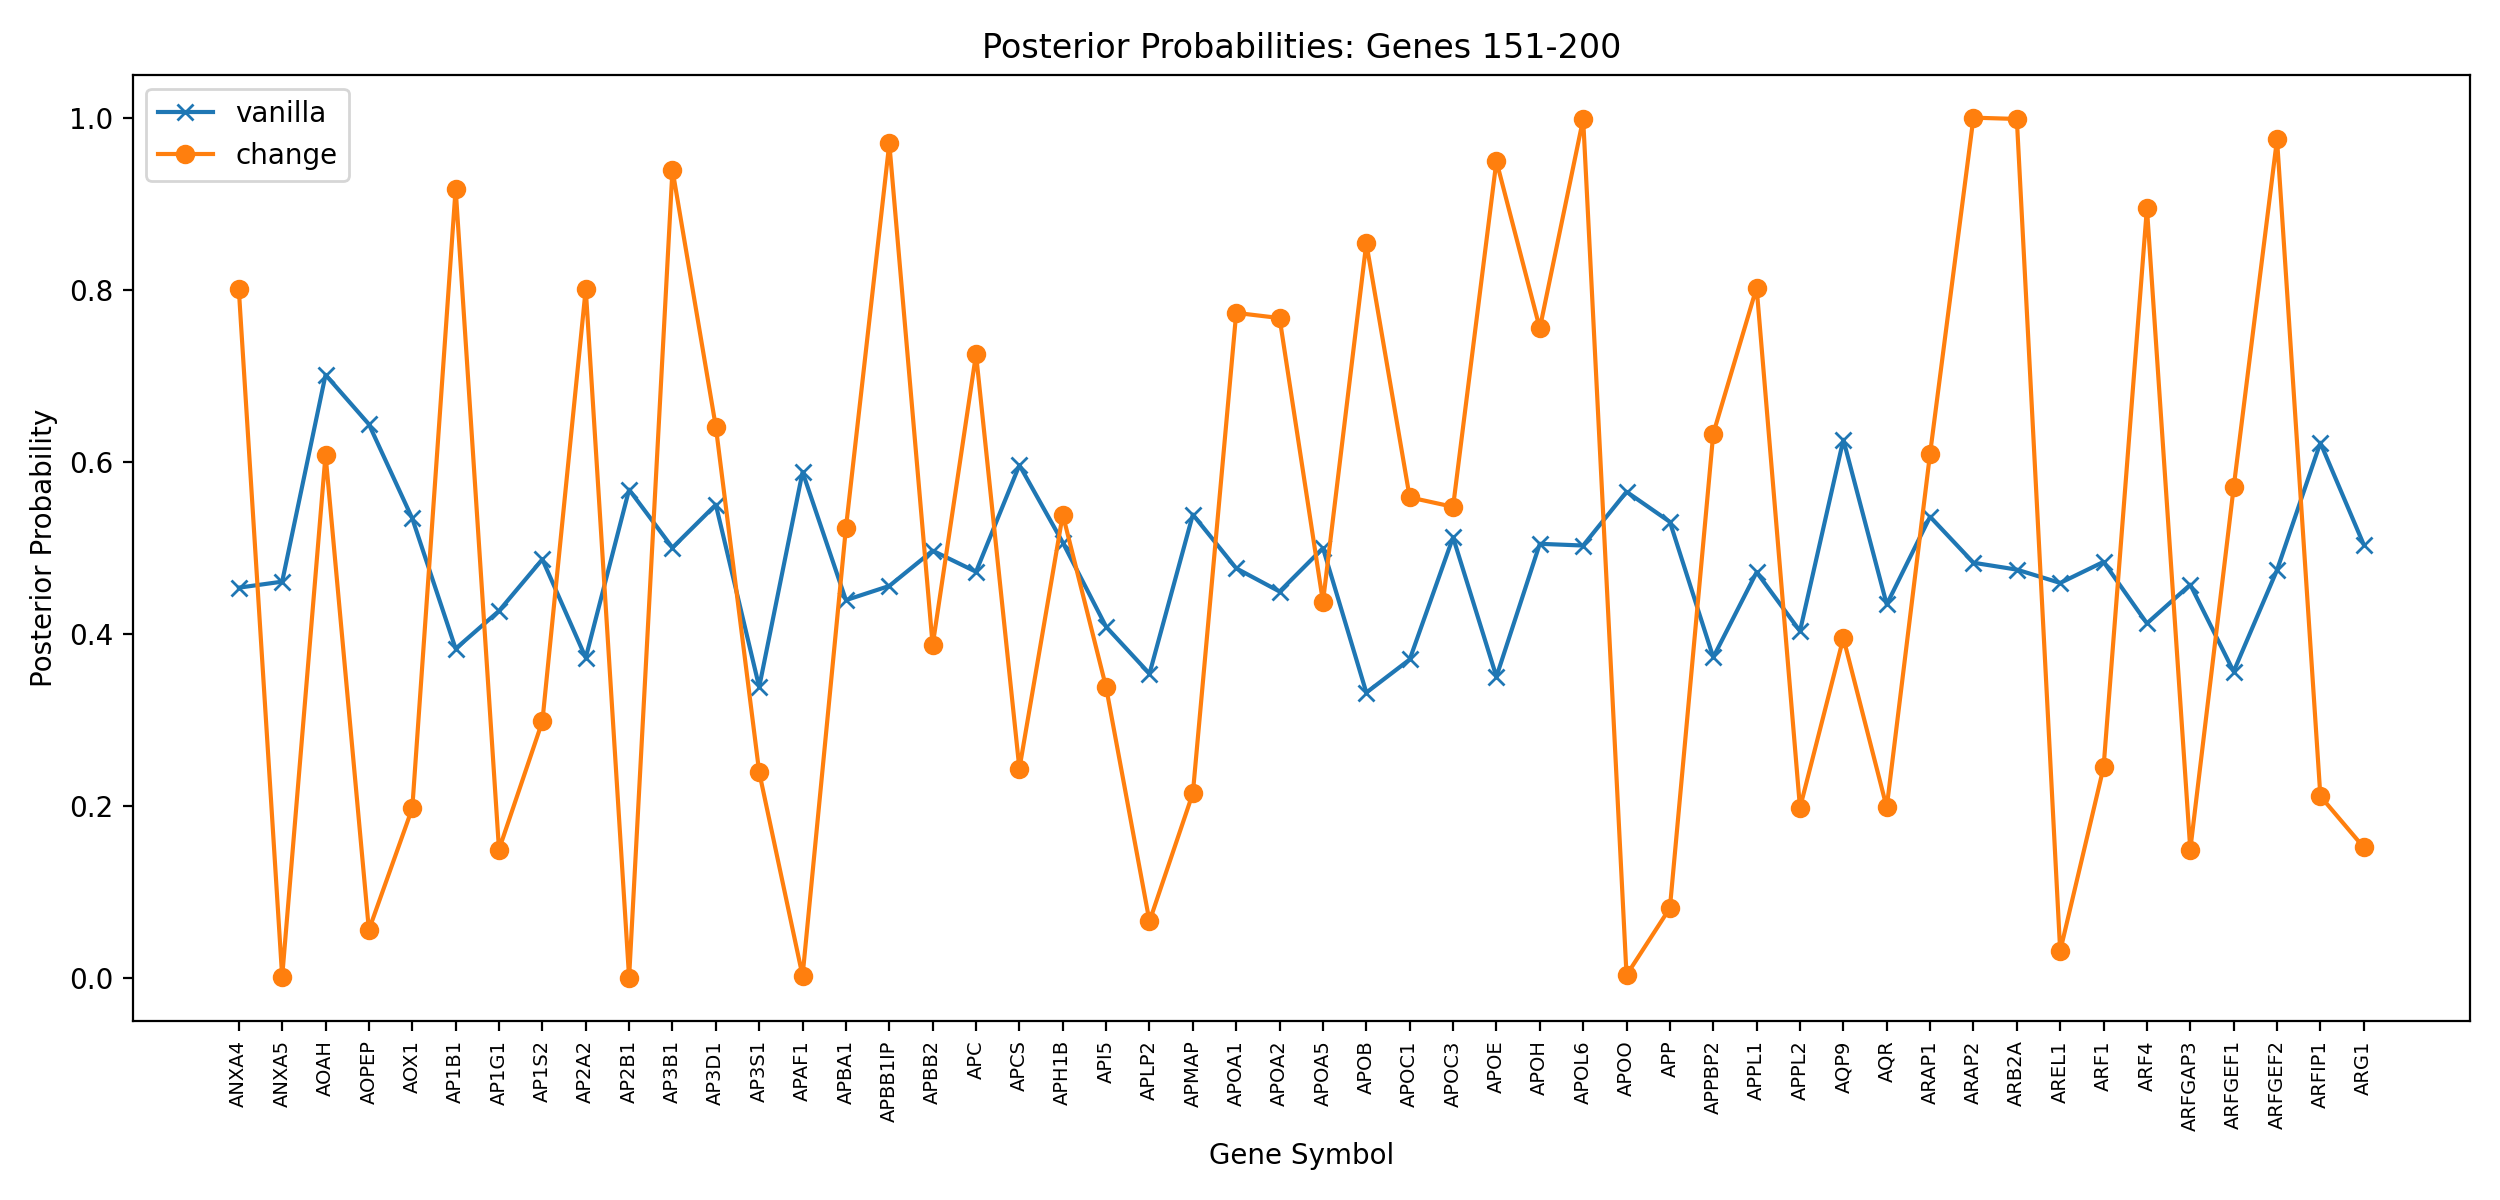 Posterior Probabilities: Genes 151-200
vanilla
change
Posterior Probability
1.0
0.8
0.6
0.4
0.2
0.0
ANXA4
ANXA5
AOAH
AOPEP
AOX1
AP1B1
AP1G1
AP1S2
AP2A2
AP2B1
AP3B1
AP3D1
AP3S1
APAF1
APBA1
APBB1IP
APBB2
APC
APCS
APH1B
API5
APLP2
APMAP
APOA1
APOA2
APOA5
APOB
APOC1
APOC3
APOE
APOH
APOL6
APOO
APP
APPBP2
APPL1
APPL2
AQP9
AQR
ARAP1
ARAP2
ARB2A
AREL1
ARF1
ARF4
ARFGAP3
ARFGEF1
ARFGEF2
ARFIP1
ARG1
Gene Symbol